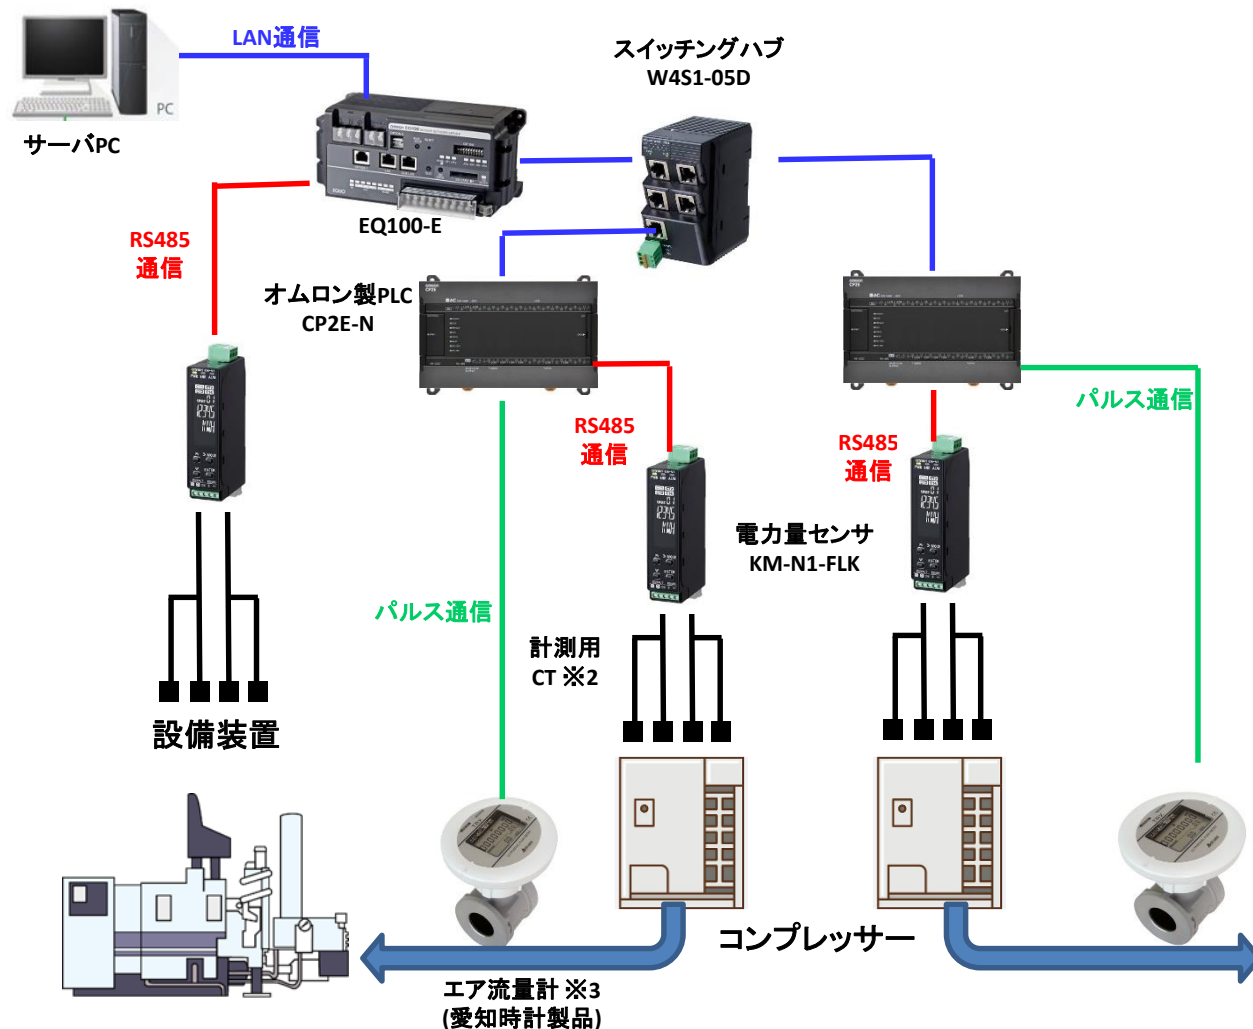 LAN通信
スイッチングハブ
W4S1-05D
PC
サーバPC
EQ100-E
RS485
通信
オムロン製PLC
CP2E-N
パルス通信
RS485
通信
RS485
通信
電力量センサ
KM-N1-FLK
パルス通信
計測用
CT ※2
設備装置
コンプレッサー
エア流量計 ※3
(愛知時計製品)